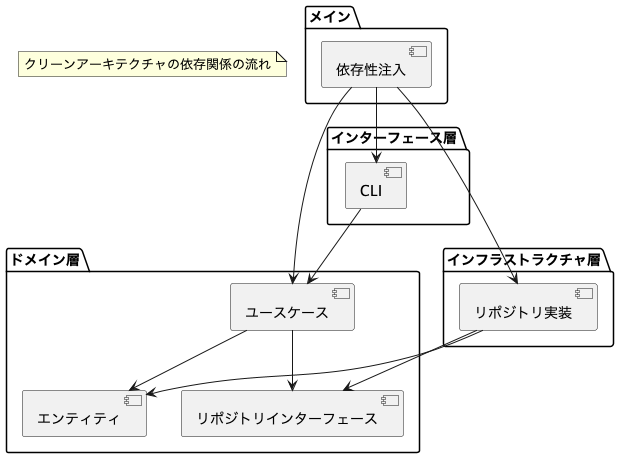 メイン
クリーンアーキテクチャの依存関係の流れ
依存性注入
インターフェース層
CLI
ドメイン層
インフラストラクチャ層
ユースケース
リポジトリ実装
エンティティ
リポジトリインターフェース